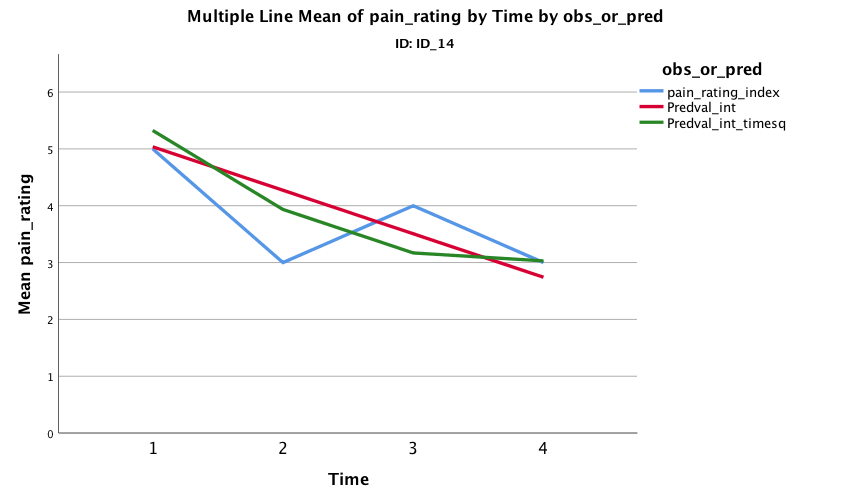 Multiple Line Mean of pain_rating by Time by obs_or_pred
ID: ID_14
obs_or_pred
pain_rating_index
Predval_int
Predval_int_timesq
Mean pain_rating
6
5
4
3
2
1
0
1 2 3 4
Time